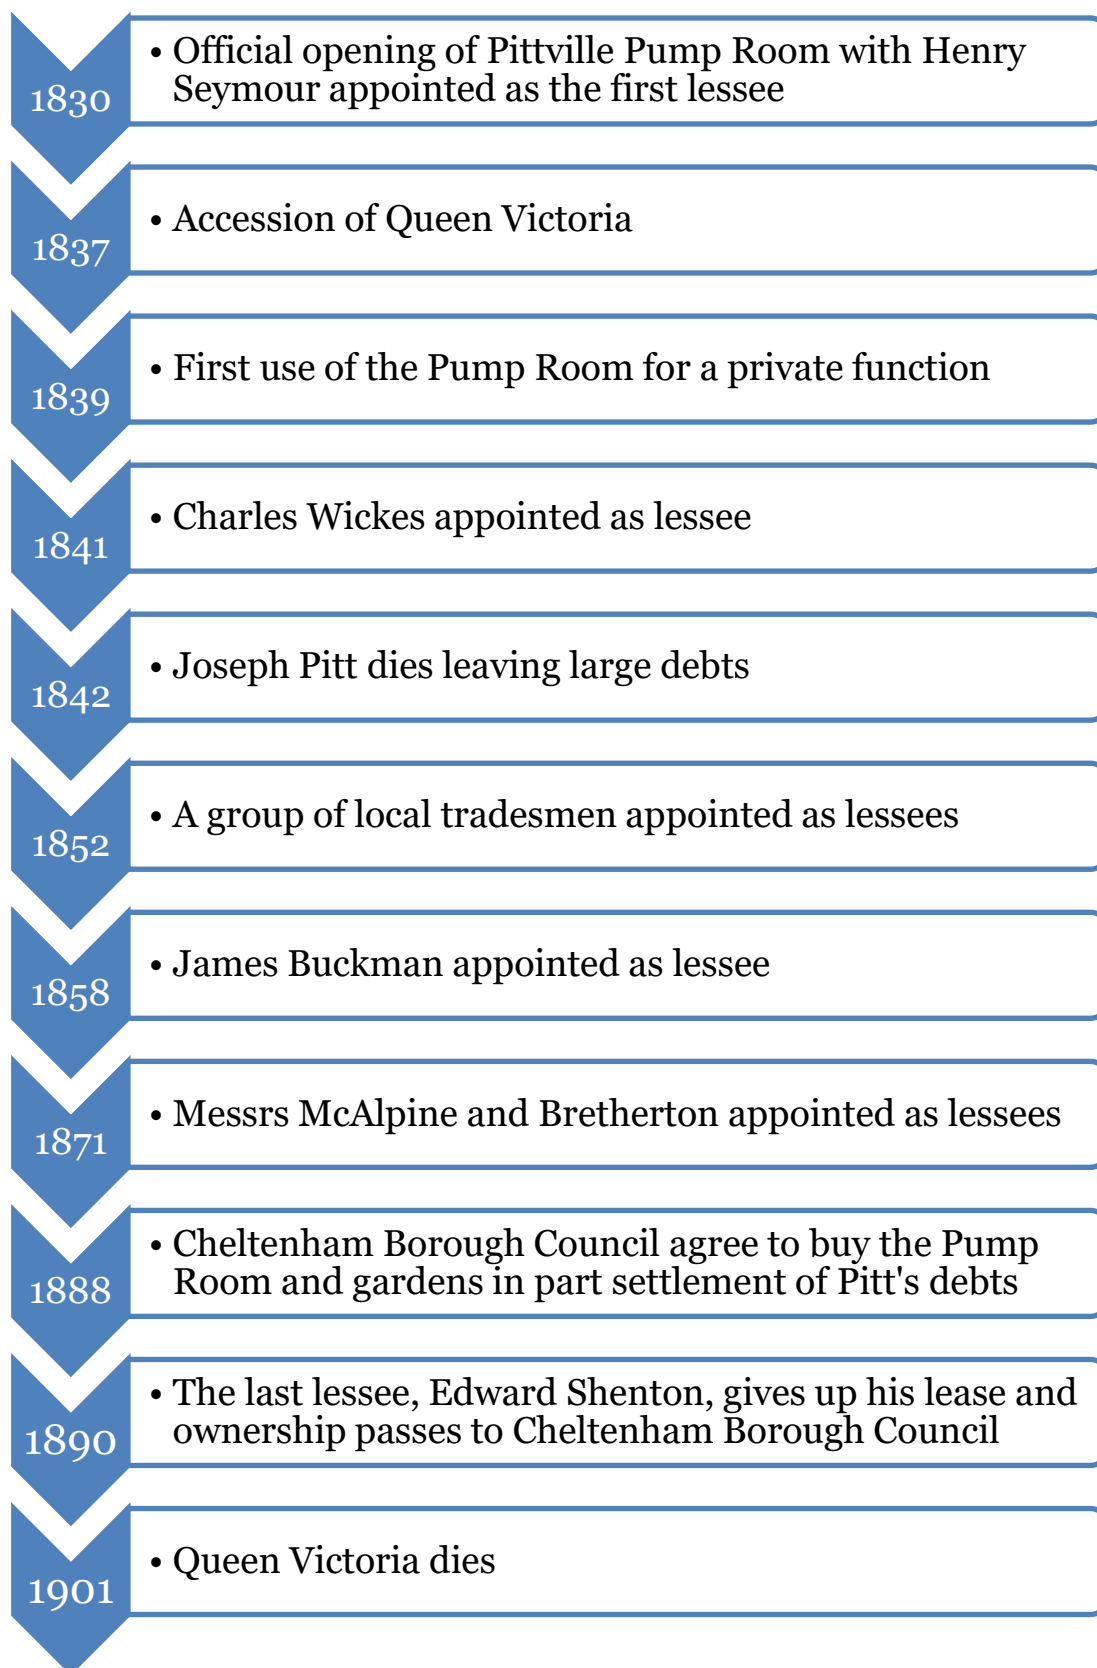 1830
• Official opening of Pittville Pump Room with Henry
Seymour appointed as the first lessee
1837
• Accession of Queen Victoria
1839
• First use of the Pump Room for a private function
1841
• Charles Wickes appointed as lessee
1842
• Joseph Pitt dies leaving large debts
1852
• A group of local tradesmen appointed as lessees
1858
• James Buckman appointed as lessee
1871
• Messrs McAlpine and Bretherton appointed as lessees
1888
• Cheltenham Borough Council agree to buy the Pump
Room and gardens in part settlement of Pitt's debts
1890
• The last lessee, Edward Shenton, gives up his lease and
ownership passes to Cheltenham Borough Council
1901
• Queen Victoria dies